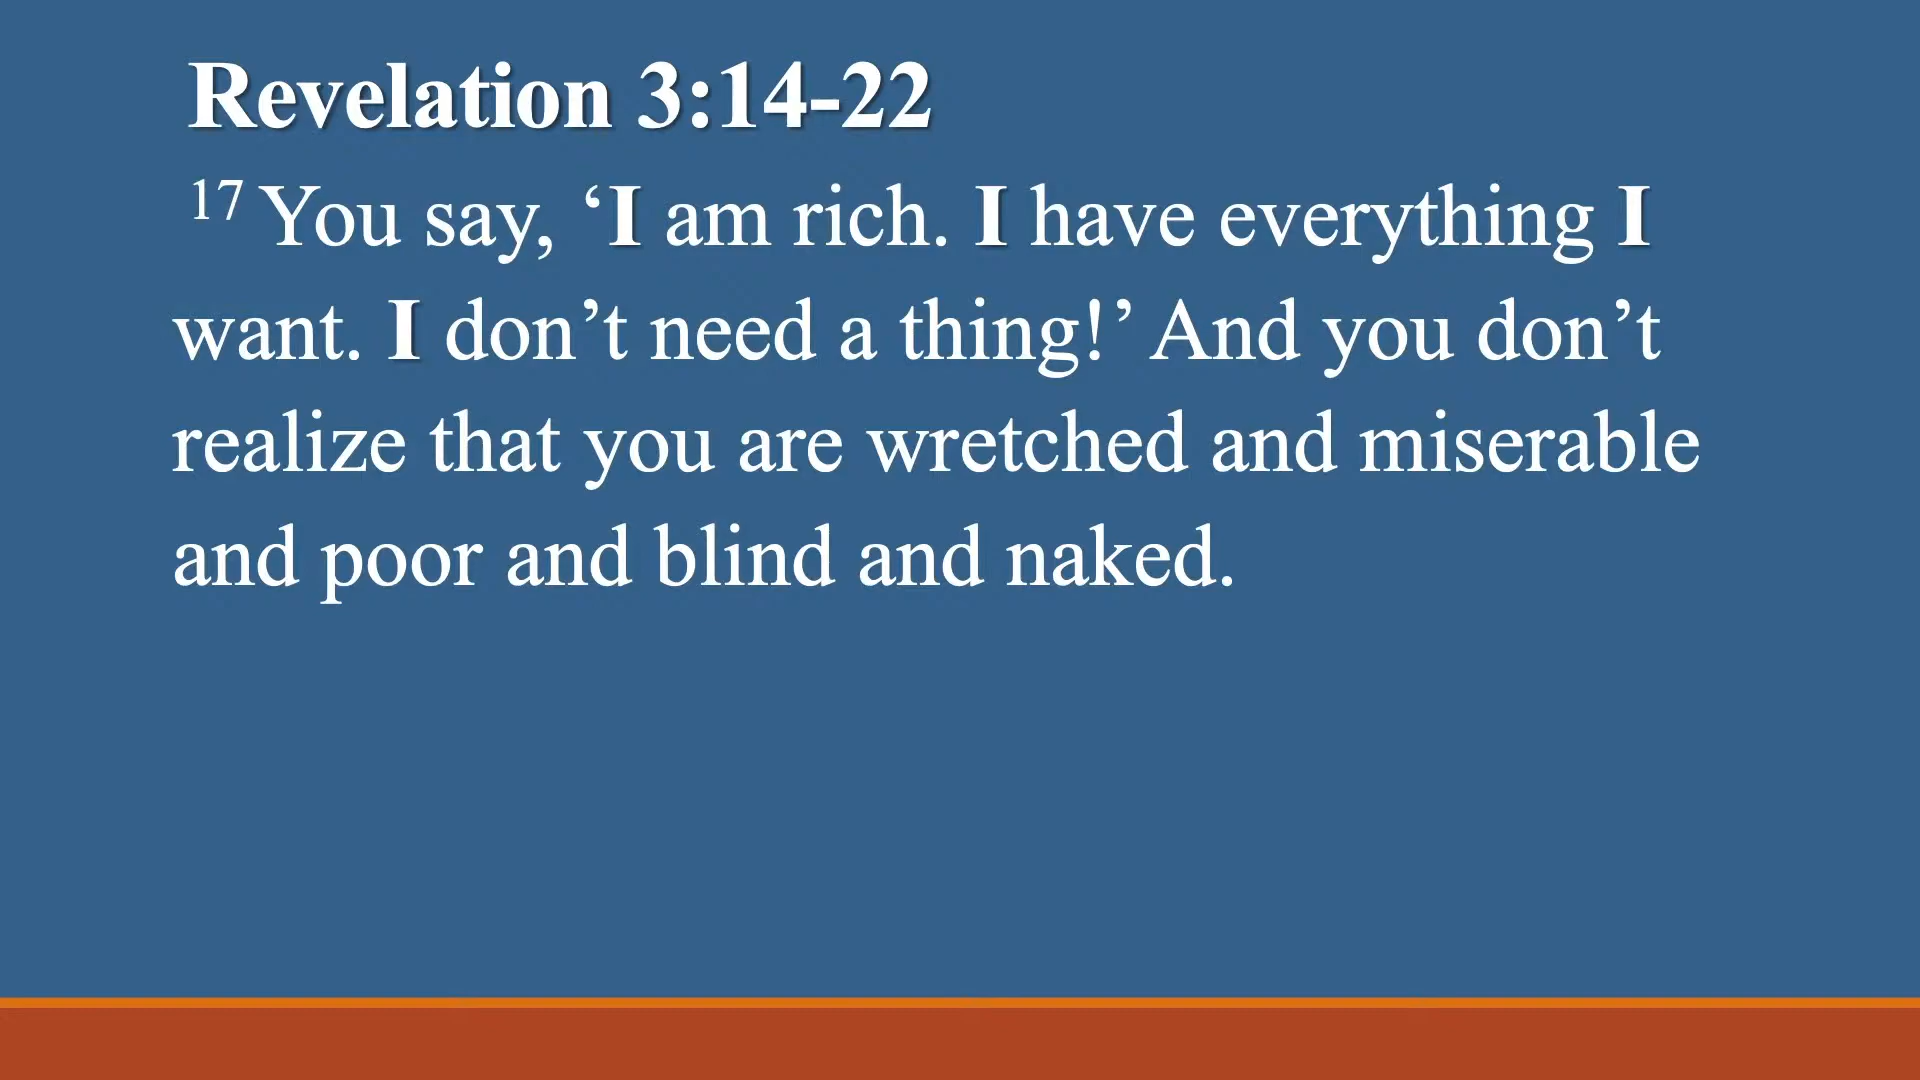 Revelation 3:14-22
17 You say, ‘I am rich. I have everything I
want. I don’t need a thing!’ And you don’t
realize that you are wretched and miserable
and poor and blind and naked.